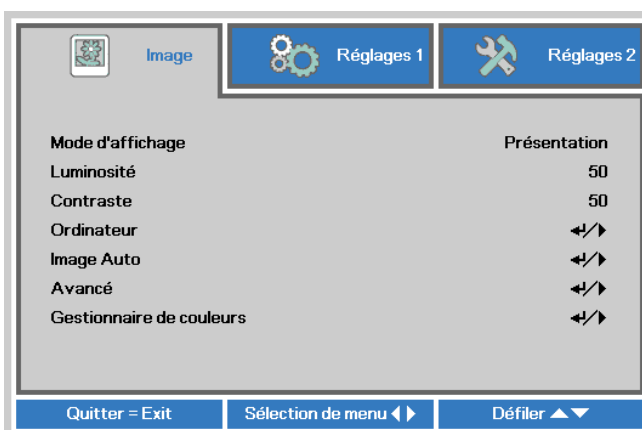 Image Réglages 1 Réglages 2
Mode d'affichage Présentation
Luminosité 50
Contraste 50
Ordinateur ↵/▶
Image Auto ↵/▶
Avancé ↵/▶
Gestionnaire de couleurs ↵/▶
Quitter = Exit Sélection de menu ◀ ▶ Défiler ▲▼